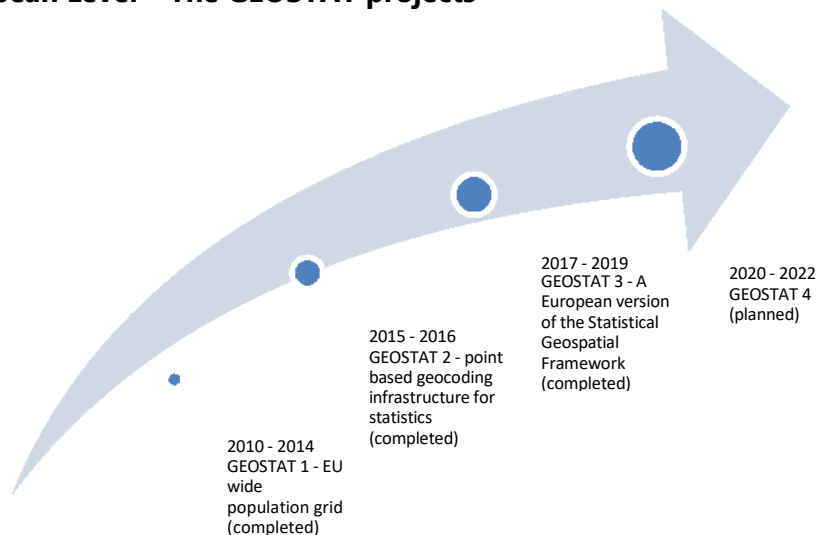 Level - The GEOSTAT projects
2017 - 2019
GEOSTAT 3 - A
European version
of the Statistical
Geospatial
Framework
(completed)
2020 - 2022
GEOSTAT 4
(planned)
2015 - 2016
GEOSTAT 2 - point
based geocoding
infrastructure for
statistics
(completed)
2010 - 2014
GEOSTAT 1 - EU
wide
population grid
(completed)